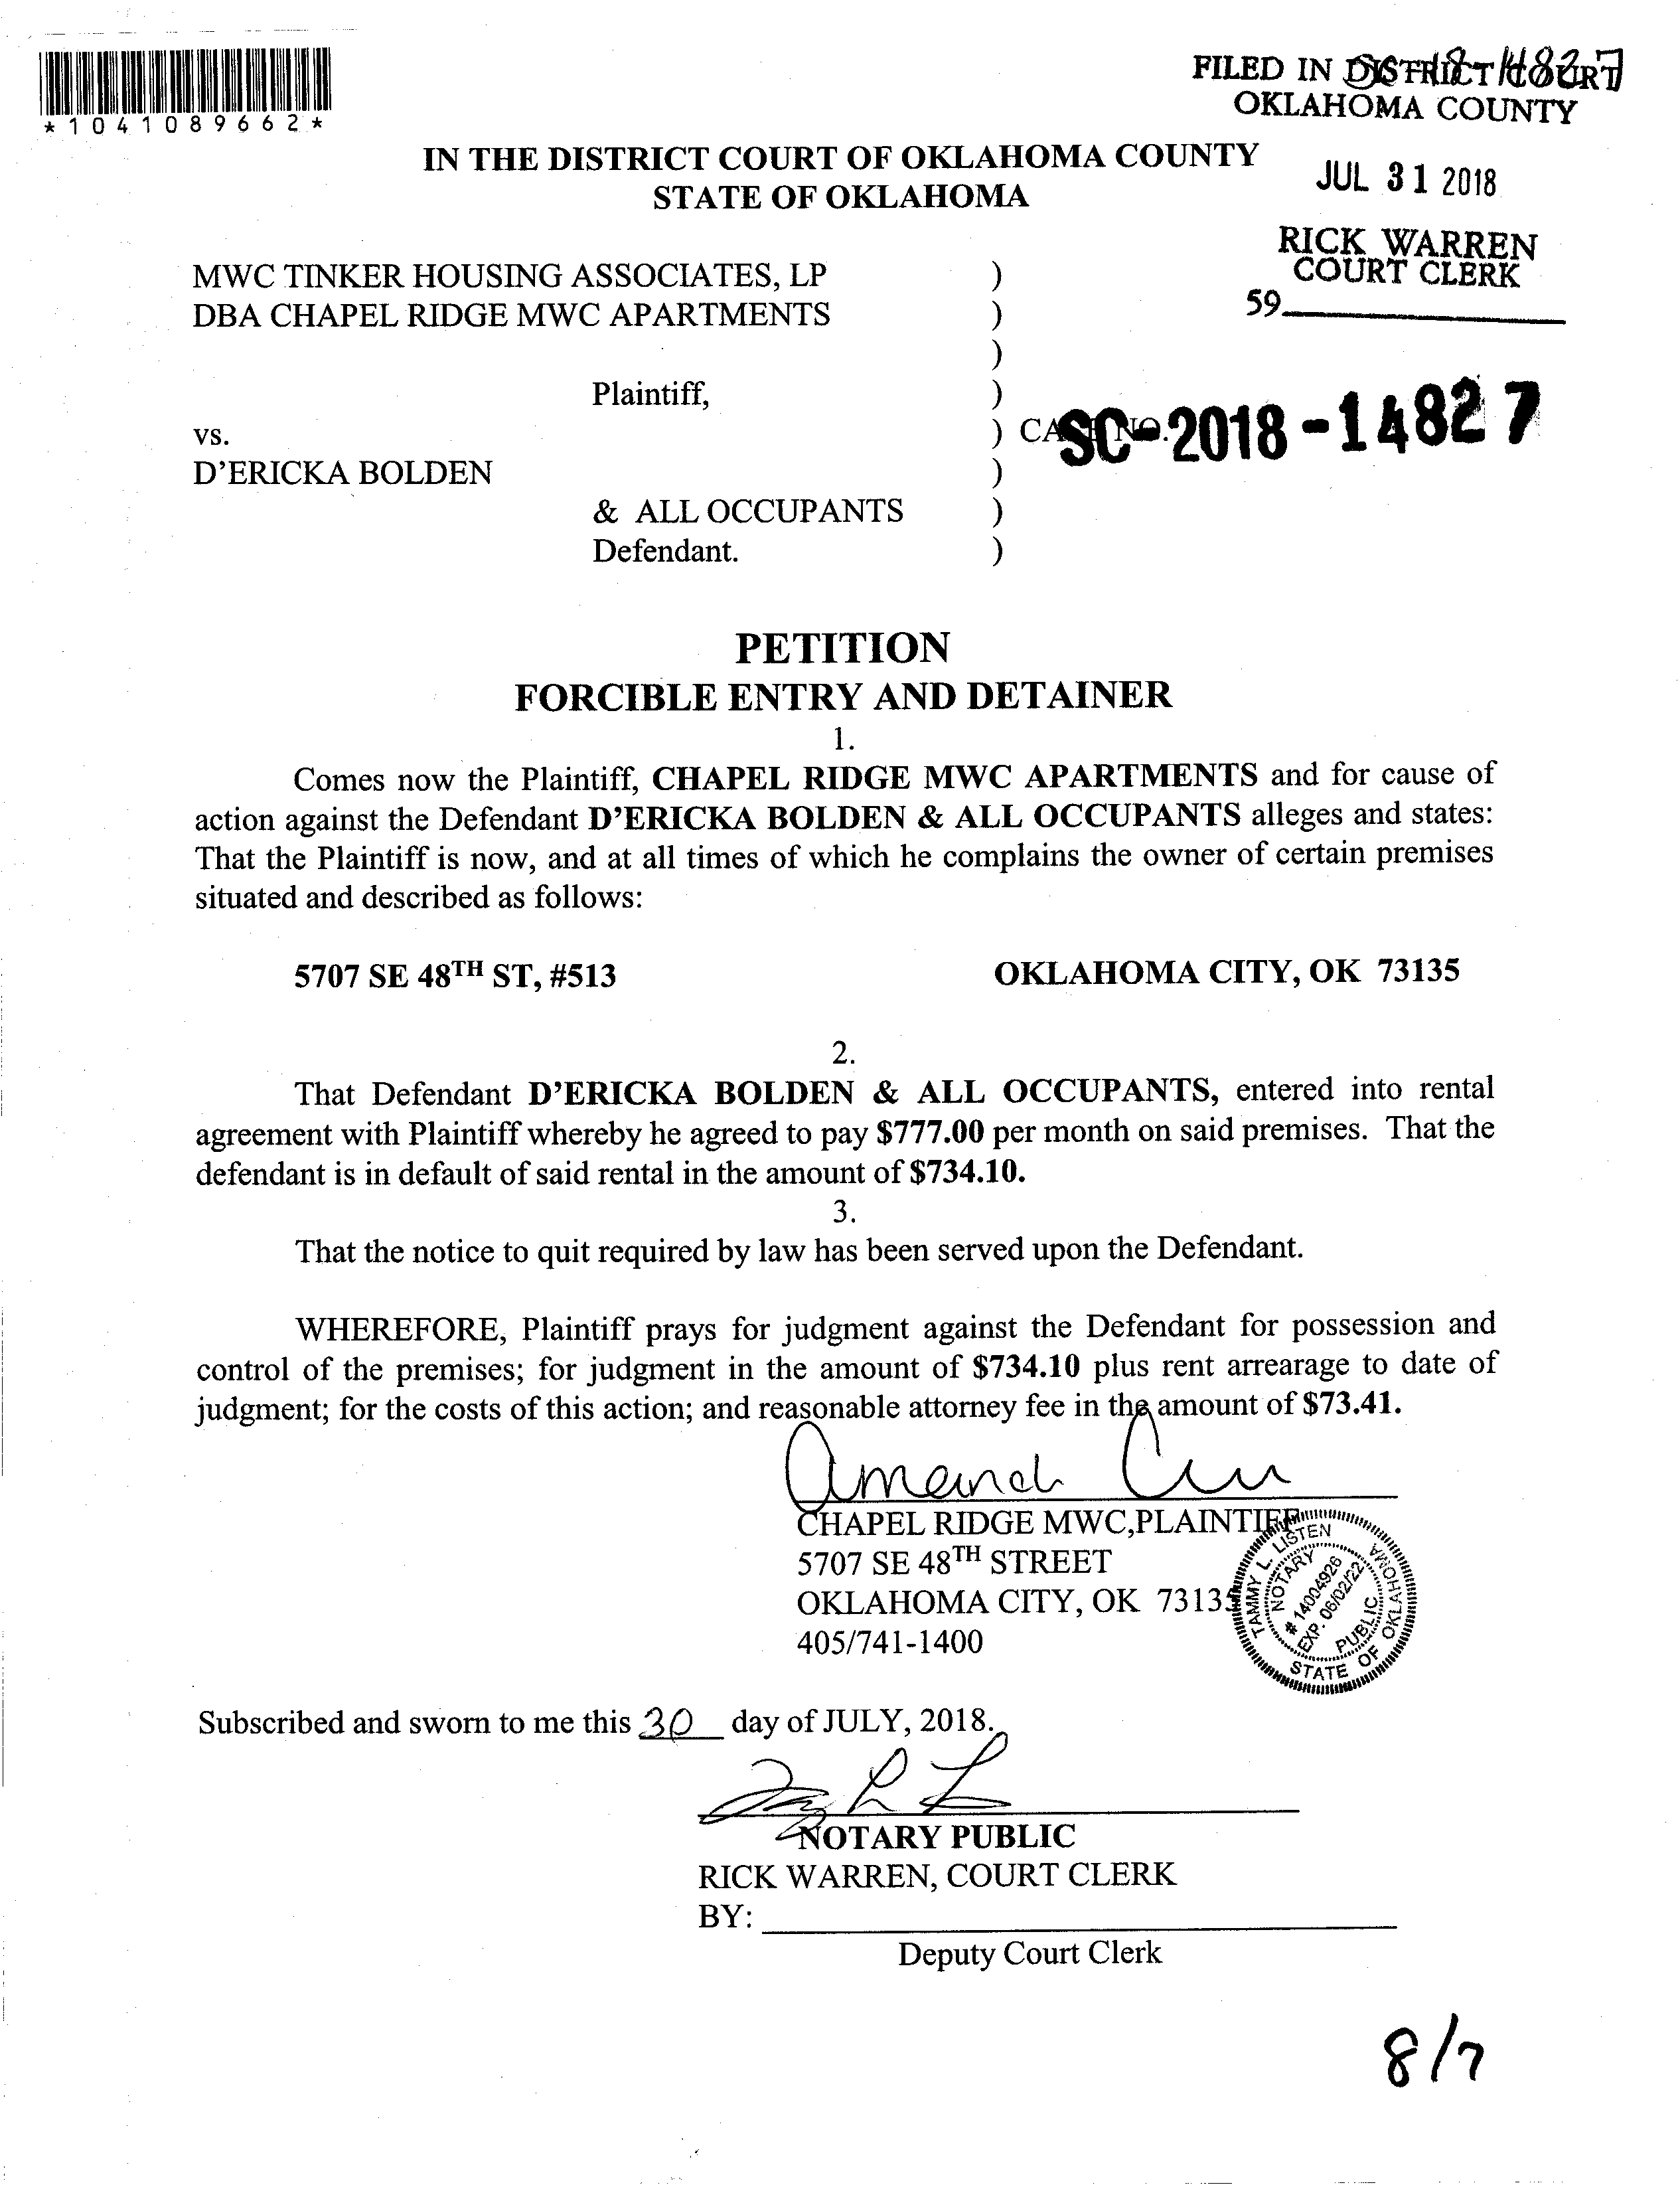 *1041089662*
FILED IN DISTRICT COURT
OKLAHOMA COUNTY
IN THE DISTRICT COURT OF OKLAHOMA COUNTY
STATE OF OKLAHOMA
JUL 31 2018
RICK WARREN
COURT CLERK
59
MWC TINKER HOUSING ASSOCIATES, LP )
DBA CHAPEL RIDGE MWC APARTMENTS )
)
Plaintiff, )
vs. ) CASE NO. SC-2018-14827
D'ERICKA BOLDEN )
& ALL OCCUPANTS )
Defendant. )
PETITION
FORCIBLE ENTRY AND DETAINER
1.
Comes now the Plaintiff, CHAPEL RIDGE MWC APARTMENTS and for cause of
action against the Defendant D'ERICKA BOLDEN & ALL OCCUPANTS alleges and states:
That the Plaintiff is now, and at all times of which he complains the owner of certain premises
situated and described as follows:
5707 SE 48TH ST, #513 OKLAHOMA CITY, OK 73135
2.
That Defendant D'ERICKA BOLDEN & ALL OCCUPANTS, entered into rental
agreement with Plaintiff whereby he agreed to pay $777.00 per month on said premises. That the
defendant is in default of said rental in the amount of $734.10.
3.
That the notice to quit required by law has been served upon the Defendant.
WHEREFORE, Plaintiff prays for judgment against the Defendant for possession and
control of the premises; for judgment in the amount of $734.10 plus rent arrearage to date of
judgment; for the costs of this action; and reasonable attorney fee in the amount of $73.41.
CHAPEL RIDGE MWC,PLAINTIFF
5707 SE 48TH STREET
OKLAHOMA CITY, OK 73135
405/741-1400
TAMMY L. LISTEN
NOTARY PUBLIC
# 14004926
EXP. 06/02/22
STATE OF OKLAHOMA
Subscribed and sworn to me this 30 day of JULY, 2018.
NOTARY PUBLIC
RICK WARREN, COURT CLERK
BY:
Deputy Court Clerk
8/7